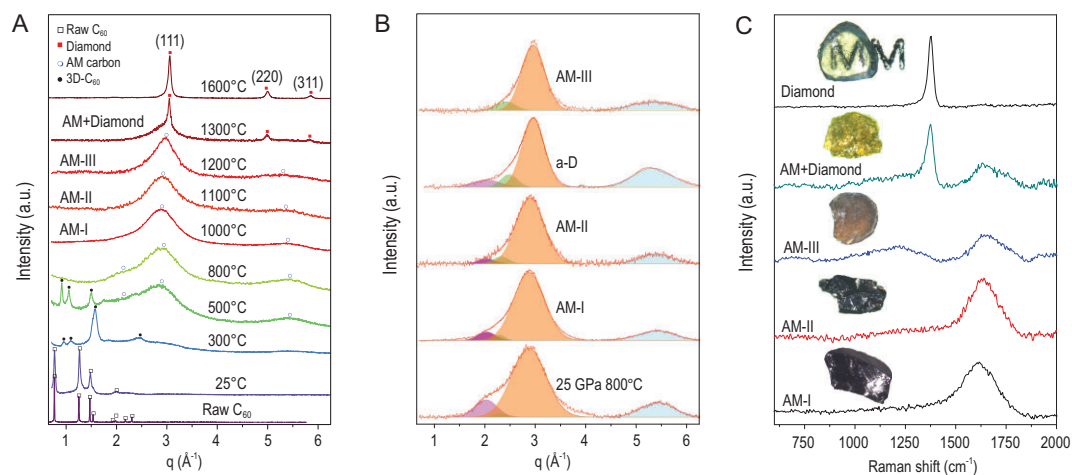 A
□ Raw C₆₀
■ Diamond
○ AM carbon
● 3D-C₆₀
(111)
(220)
(311)
1600°C
AM+Diamond
1300°C
AM-III
1200°C
AM-II
1100°C
AM-I
1000°C
800°C
500°C
300°C
25°C
Raw C₆₀
Intensity (a.u.)
1 2 3 4 5 6
q (Å⁻¹)
B
AM-III
a-D
AM-II
AM-I
25 GPa 800°C
Intensity (a.u.)
1 2 3 4 5 6
q (Å⁻¹)
C
M M
Diamond
AM+Diamond
AM-III
AM-II
AM-I
Intensity (a.u.)
750 1000 1250 1500 1750 2000
Raman shift (cm⁻¹)